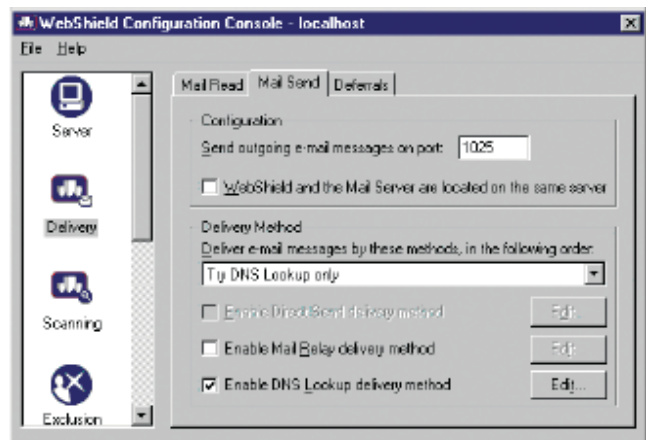 WebShield Configuration Console - localhost
File Help
Server
Delivery
Scanning
Exclusion
Mail Read Mail Send Deferrals
Configuration
Send outgoing e-mail messages on port: 1025
WebShield and the Mail Server are located on the same server
Delivery Method
Deliver e-mail messages by these methods, in the following order:
Try DNS Lookup only
Enable DirectSend delivery method Edit...
Enable Mail Relay delivery method Edit
Enable DNS Lookup delivery method Edit...